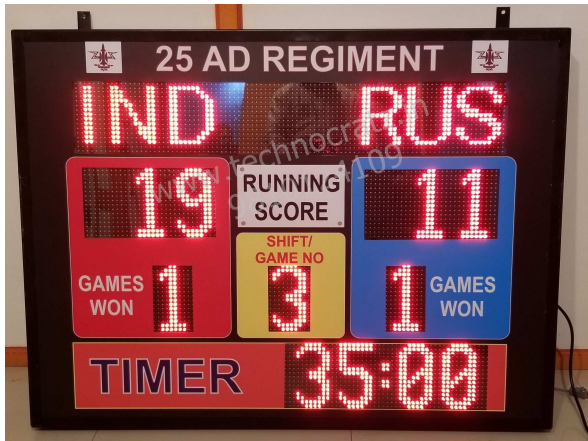 25 AD REGIMENT
IND RUS
19 RUNNING SCORE 11
SHIFT/
GAME NO
GAMES WON 1 3 1 GAMES WON
TIMER 35:00